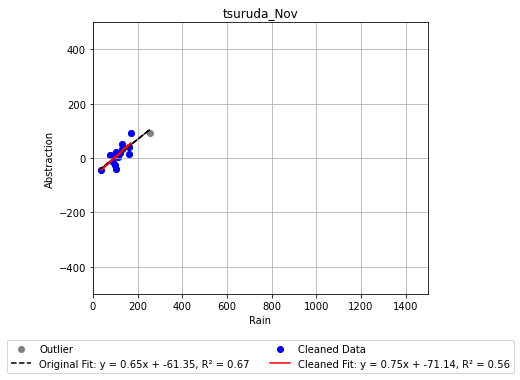 tsuruda_Nov
400
200
0
−200
−400
Abstraction
0 200 400 600 800 1000 1200 1400
Rain
Outlier Cleaned Data
Original Fit: y = 0.65x + -61.35, R² = 0.67 Cleaned Fit: y = 0.75x + -71.14, R² = 0.56